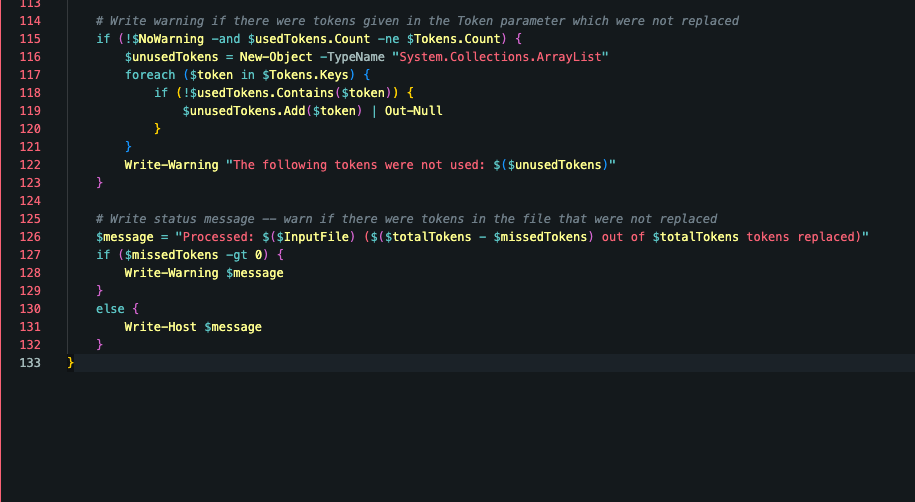 113
114 # Write warning if there were tokens given in the Token parameter which were not replaced
115 if (!$NoWarning -and $usedTokens.Count -ne $Tokens.Count) {
116 $unusedTokens = New-Object -TypeName "System.Collections.ArrayList"
117 foreach ($token in $Tokens.Keys) {
118 if (!$usedTokens.Contains($token)) {
119 $unusedTokens.Add($token) | Out-Null
120 }
121 }
122 Write-Warning "The following tokens were not used: $($unusedTokens)"
123 }
124
125 # Write status message -- warn if there were tokens in the file that were not replaced
126 $message = "Processed: $($InputFile) ($($totalTokens - $missedTokens) out of $totalTokens tokens replaced)"
127 if ($missedTokens -gt 0) {
128 Write-Warning $message
129 }
130 else {
131 Write-Host $message
132 }
133 }